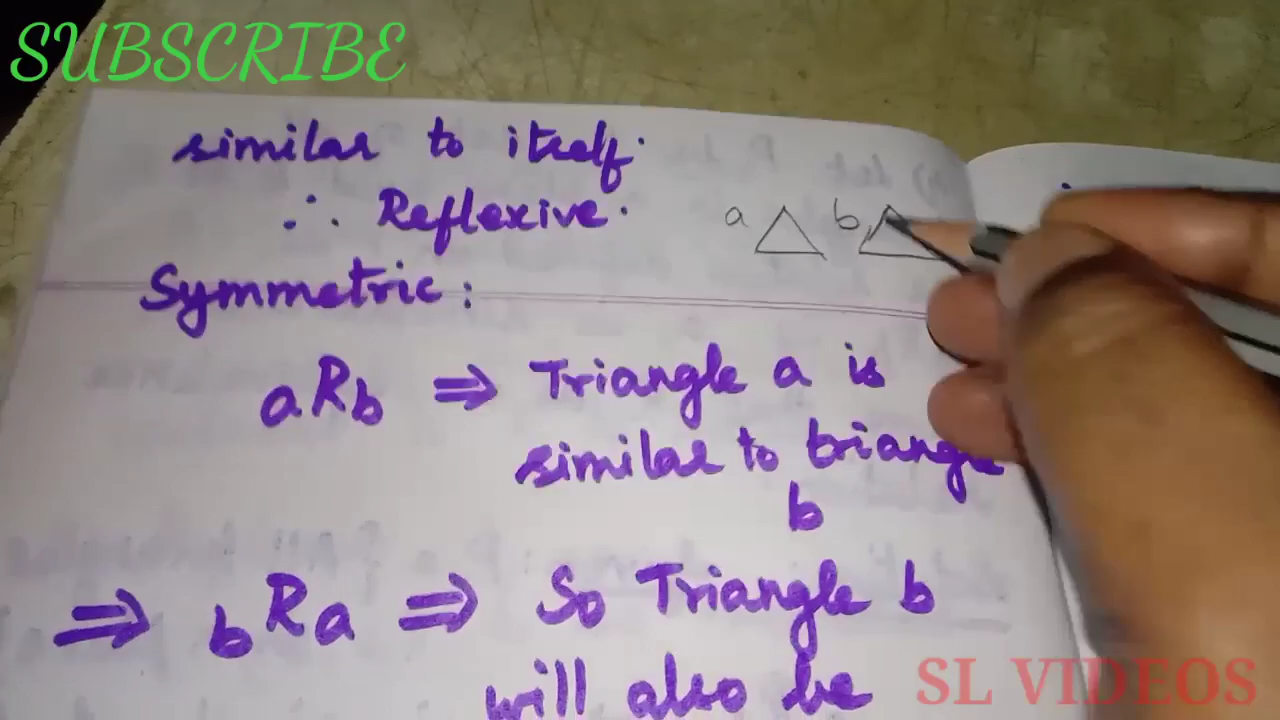 SUBSCRIBE
similar to itself.
∴ Reflexive.
a b
Symmetric:
aRb ⇒ Triangle a is
similar to triangle
b
⇒ bRa ⇒ So Triangle b
will also be
SL VIDEOS